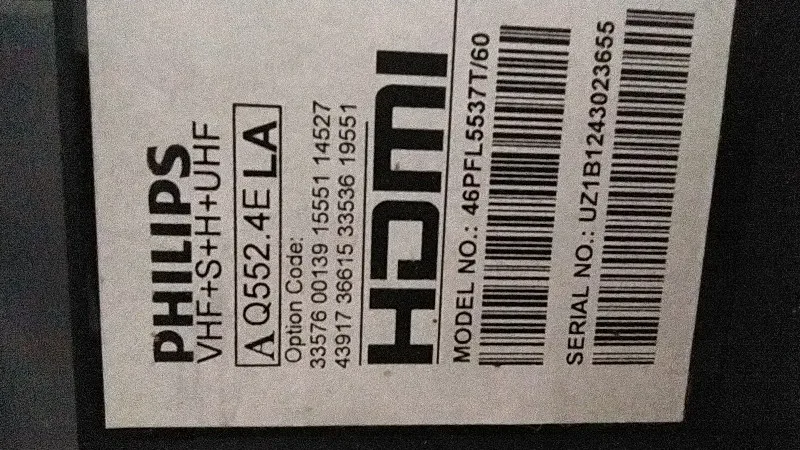 PHILIPS
VHF+S+H+UHF
A Q552.4E LA
Option Code:
33576 00139 15551 14527
43917 36615 33536 19551
HDMI
MODEL NO.: 46PFL5537T/60
SERIAL NO.: UZ1B1243023655